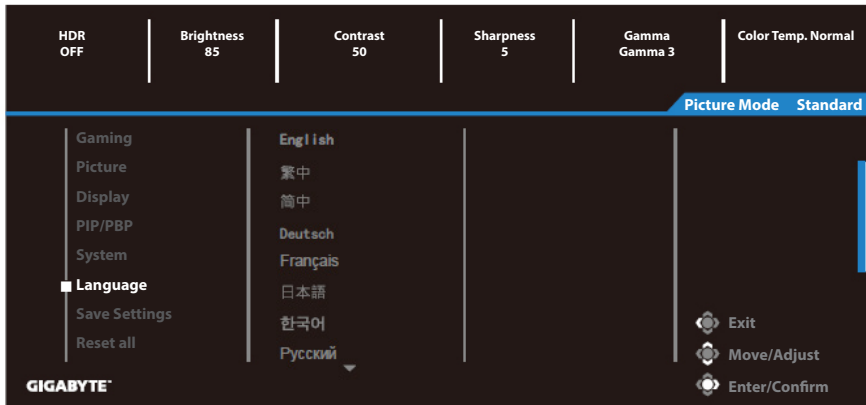 HDR
OFF
Brightness
85
Contrast
50
Sharpness
5
Gamma
Gamma 3
Color Temp. Normal
Picture Mode Standard
Gaming
Picture
Display
PIP/PBP
System
Language
Save Settings
Reset all
English
繁中
简中
Deutsch
Français
日本語
한국어
Русский
Exit
Move/Adjust
Enter/Confirm
GIGABYTE™